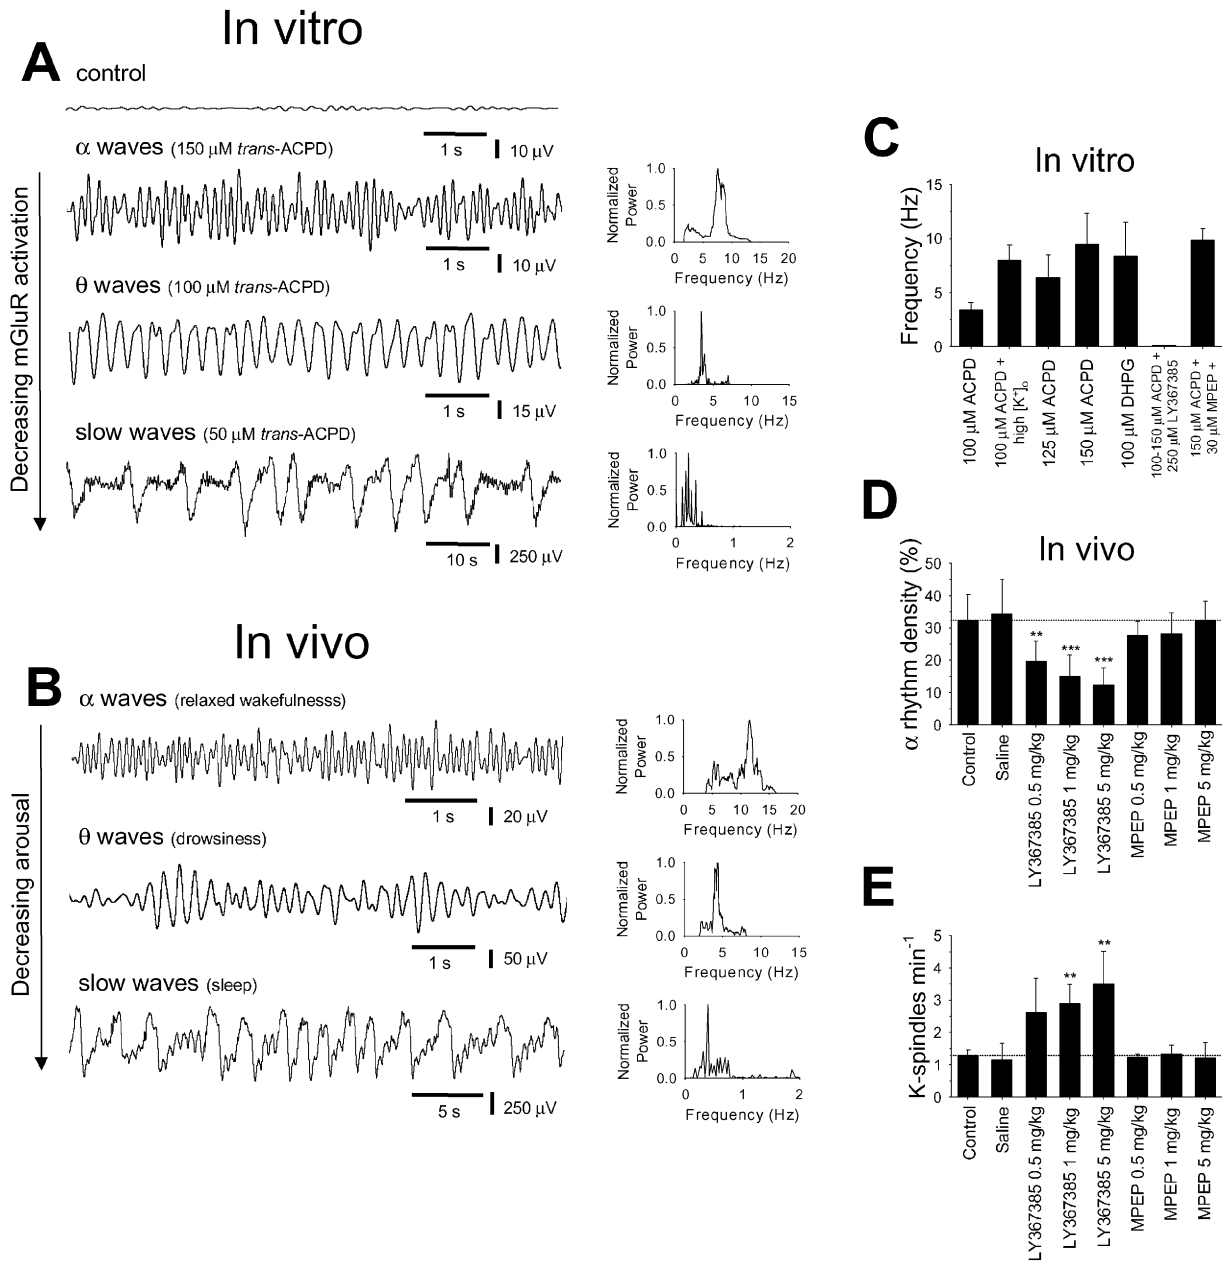 In vitro
A
control
1 s
10 µV
α waves (150 µM trans-ACPD)
1 s
10 µV
θ waves (100 µM trans-ACPD)
1 s
15 µV
slow waves (50 µM trans-ACPD)
10 s
250 µV
Decreasing mGluR activation
Normalized
Power
1.0
0.5
0.0
0 5 10 15 20
Frequency (Hz)
Normalized
Power
1.0
0.5
0.0
0 5 10 15
Frequency (Hz)
Normalized
Power
1.0
0.5
0.0
0 1 2
Frequency (Hz)
In vivo
B
α waves (relaxed wakefulnesss)
1 s
20 µV
θ waves (drowsiness)
1 s
50 µV
slow waves (sleep)
5 s
250 µV
Decreasing arousal
Normalized
Power
1.0
0.5
0.0
0 5 10 15 20
Frequency (Hz)
Normalized
Power
1.0
0.5
0.0
0 5 10 15
Frequency (Hz)
Normalized
Power
1.0
0.5
0.0
0 1 2
Frequency (Hz)
C
In vitro
Frequency (Hz)
15
10
5
0
100 µM ACPD
100 µM ACPD +
high [K⁺]ₒ
125 µM ACPD
150 µM ACPD
100 µM DHPG
100-150 µM ACPD +
250 µM LY367385
150 µM ACPD +
30 µM MPEP +
D
In vivo
α rhythm density (%)
50
40
30
20
10
0
**
***
***
Control
Saline
LY367385 0.5 mg/kg
LY367385 1 mg/kg
LY367385 5 mg/kg
MPEP 0.5 mg/kg
MPEP 1 mg/kg
MPEP 5 mg/kg
E
K-spindles min⁻¹
5
4
3
2
1
0
**
**
Control
Saline
LY367385 0.5 mg/kg
LY367385 1 mg/kg
LY367385 5 mg/kg
MPEP 0.5 mg/kg
MPEP 1 mg/kg
MPEP 5 mg/kg